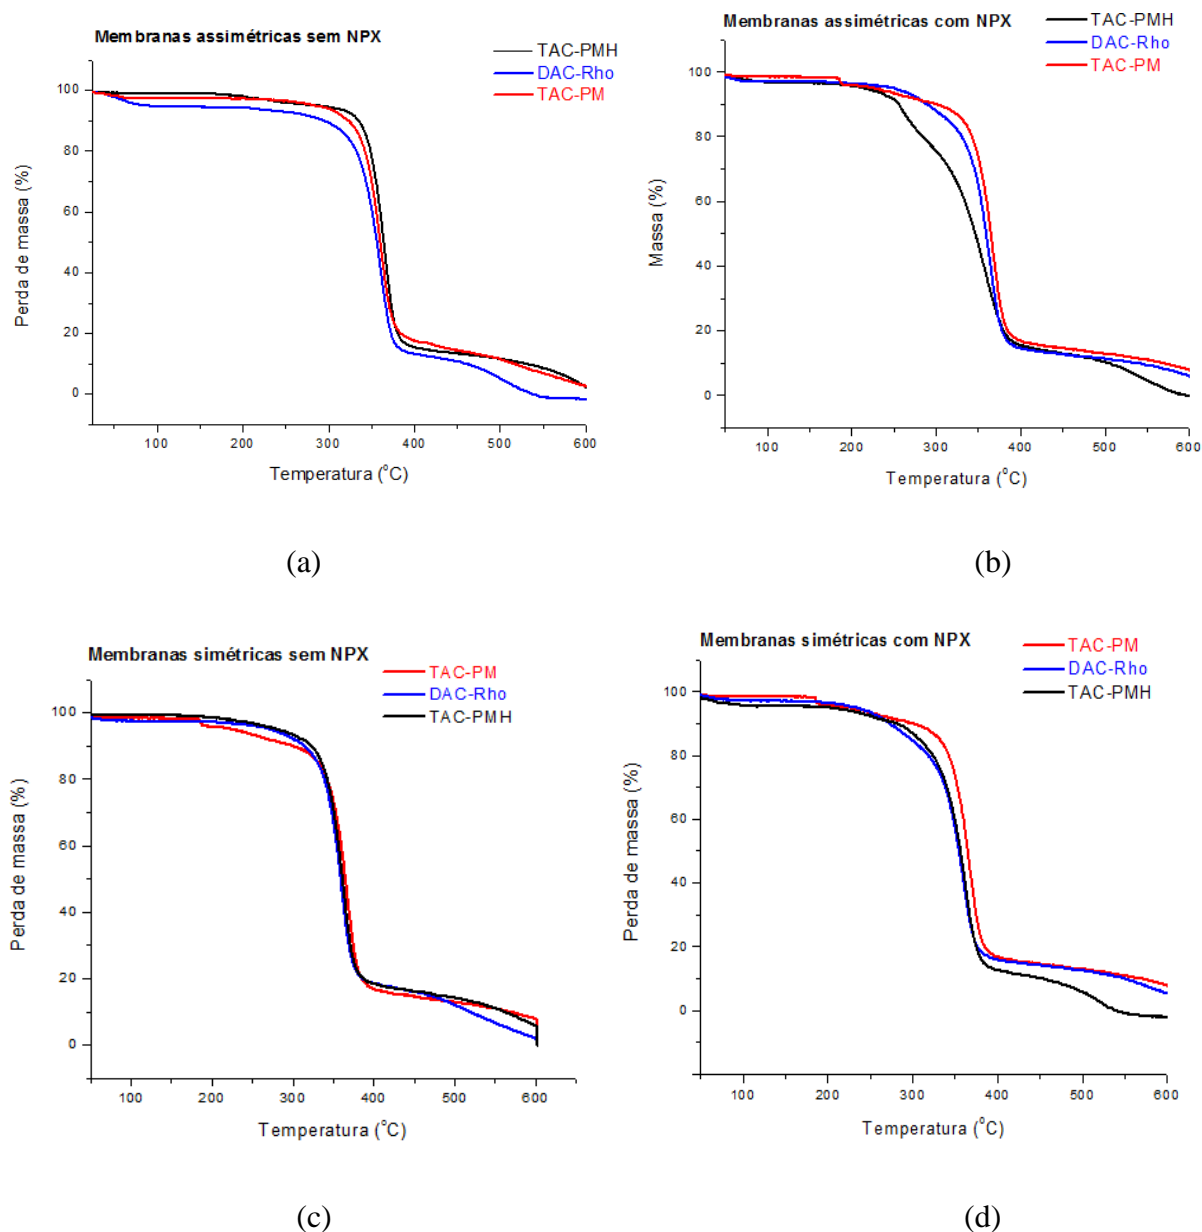 Membranas assimétricas sem NPX
TAC-PMH
DAC-Rho
TAC-PM
Perda de massa (%)
100
80
60
40
20
0
100 200 300 400 500 600
Temperatura (°C)
(a)
Membranas assimétricas com NPX
TAC-PMH
DAC-Rho
TAC-PM
Massa (%)
100
80
60
40
20
0
100 200 300 400 500 600
Temperatura (°C)
(b)
Membranas simétricas sem NPX
TAC-PM
DAC-Rho
TAC-PMH
Perda de massa (%)
100
80
60
40
20
0
100 200 300 400 500 600
Temperatura (°C)
(c)
Membranas simétricas com NPX
TAC-PM
DAC-Rho
TAC-PMH
Perda de massa (%)
100
80
60
40
20
0
100 200 300 400 500 600
Temperatura (°C)
(d)